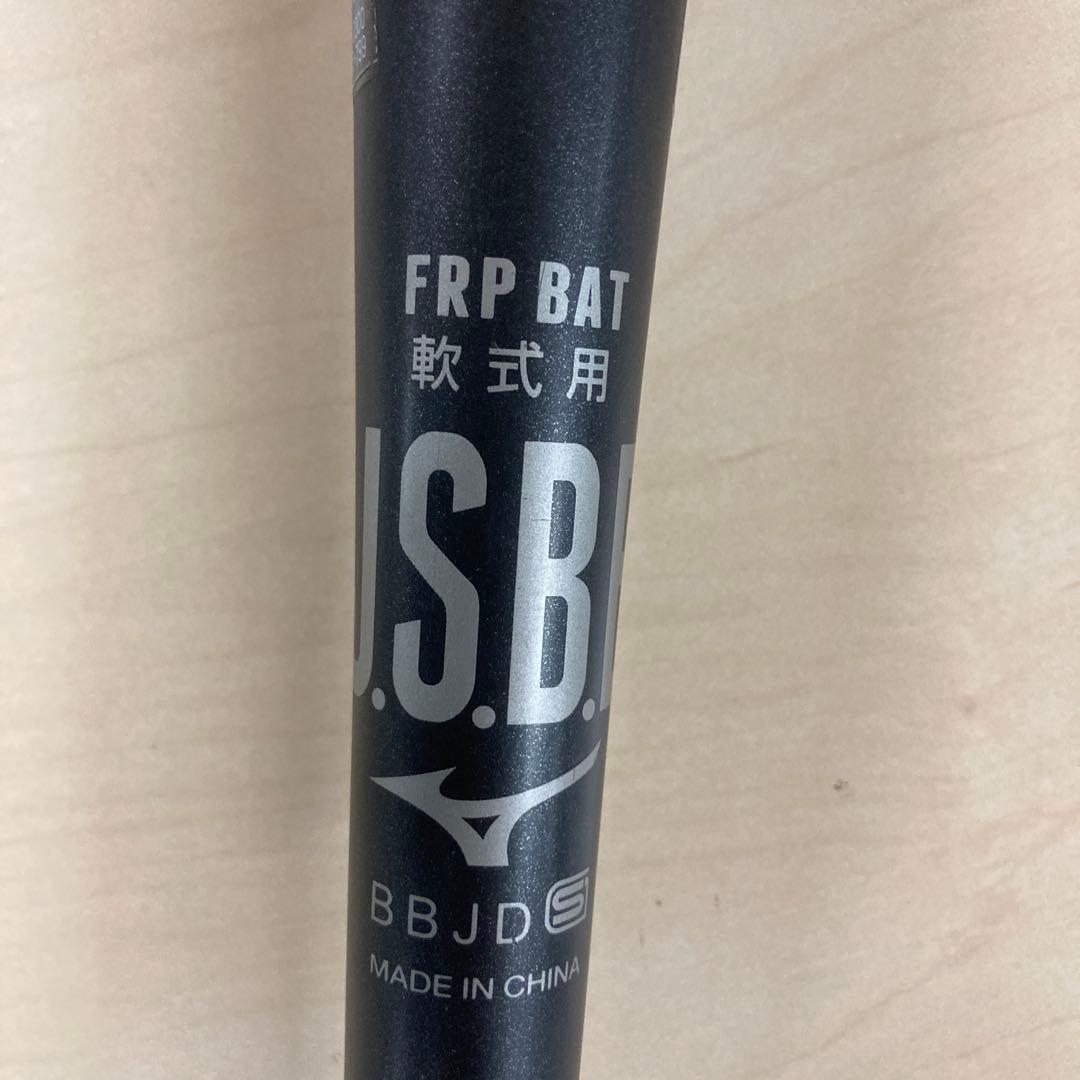 FRP BAT
軟式用
J.S.B.B
BBJD S
MADE IN CHINA